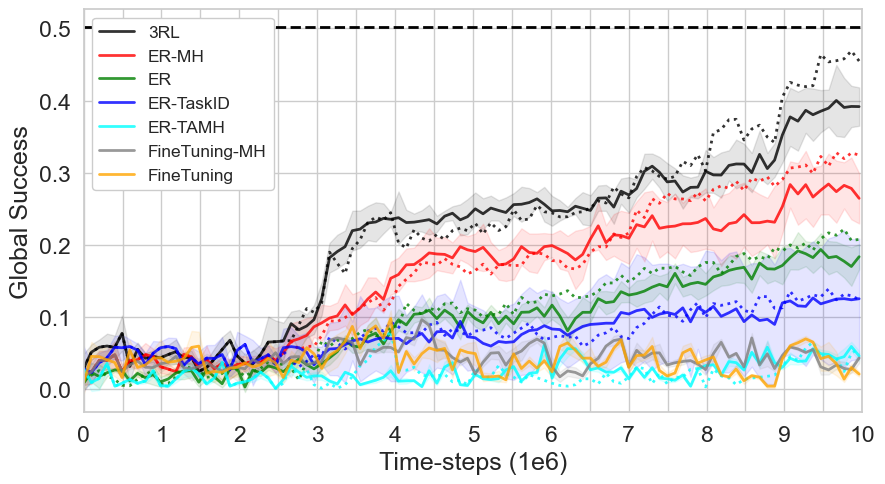 0.5
0.4
0.3
0.2
0.1
0.0
Global Success
3RL
ER-MH
ER
ER-TaskID
ER-TAMH
FineTuning-MH
FineTuning
0 1 2 3 4 5 6 7 8 9 10
Time-steps (1e6)